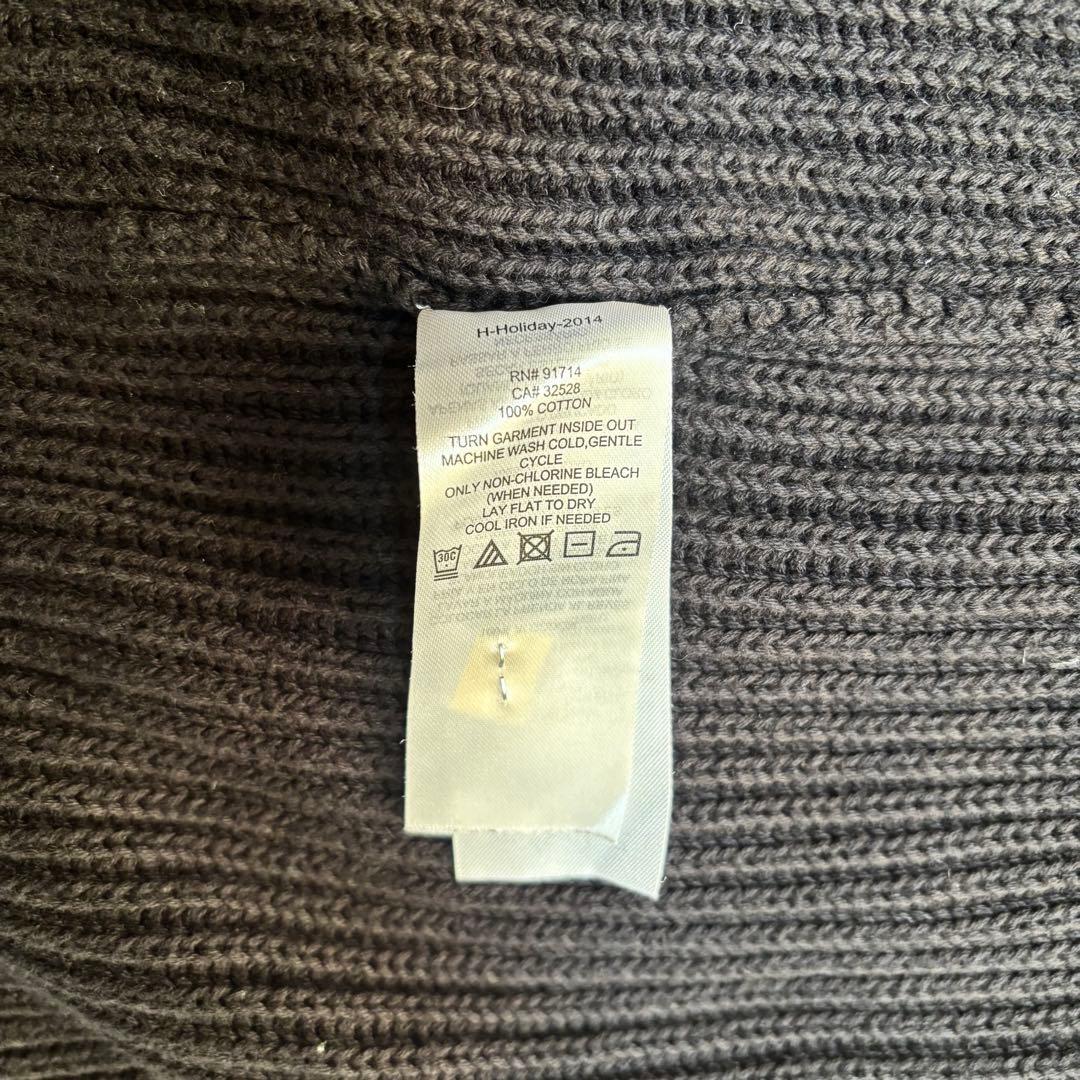 H-Holiday-2014
RN# 91714
CA# 32528
100% COTTON
TURN GARMENT INSIDE OUT
MACHINE WASH COLD,GENTLE
CYCLE
ONLY NON-CHLORINE BLEACH
(WHEN NEEDED)
LAY FLAT TO DRY
COOL IRON IF NEEDED
30C